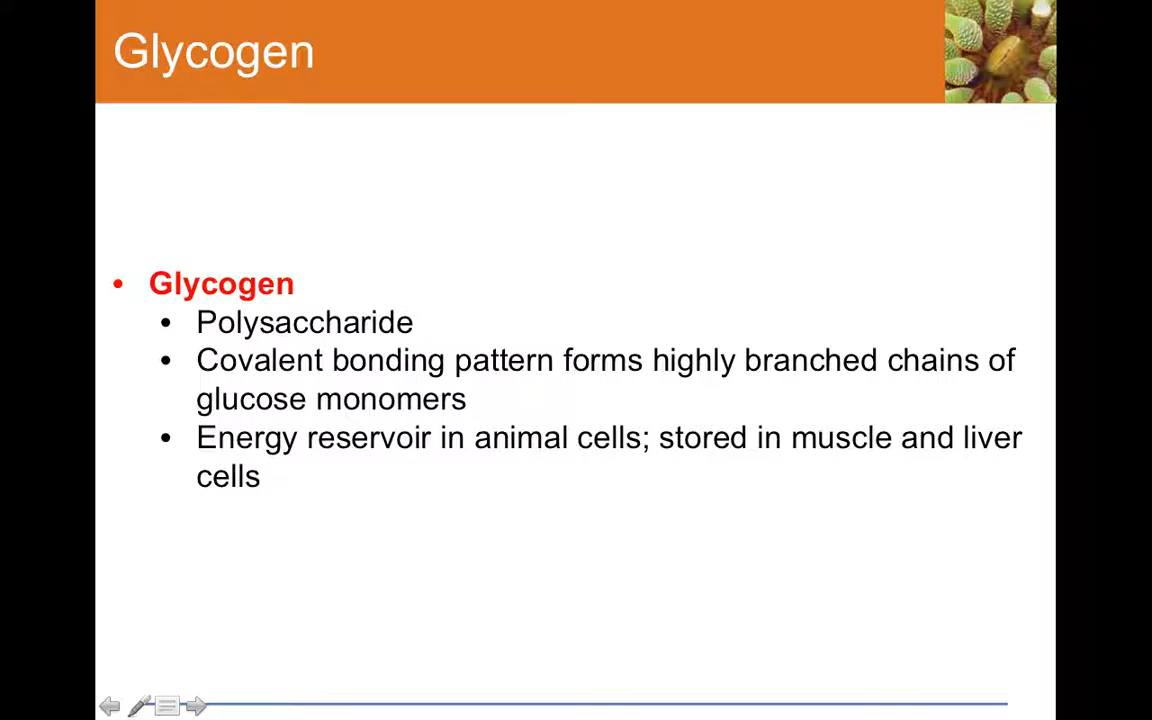 Glycogen
• Glycogen
• Polysaccharide
• Covalent bonding pattern forms highly branched chains of
glucose monomers
• Energy reservoir in animal cells; stored in muscle and liver
cells